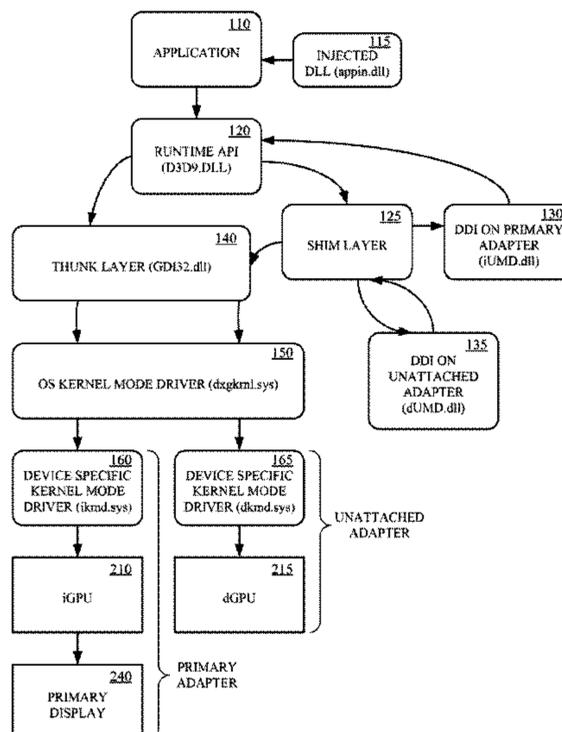 110
APPLICATION
115
INJECTED
DLL (appin.dll)
120
RUNTIME API
(D3D9.DLL)
125
SHIM LAYER
130
DDI ON PRIMARY
ADAPTER
(iUMD.dll)
140
THUNK LAYER (GDI32.dll)
135
DDI ON
UNATTACHED
ADAPTER
(dUMD.dll)
150
OS KERNEL MODE DRIVER (dxgkrnl.sys)
160
DEVICE SPECIFIC
KERNEL MODE
DRIVER (ikmd.sys)
165
DEVICE SPECIFIC
KERNEL MODE
DRIVER (dkmd.sys)
UNATTACHED
ADAPTER
210
iGPU
215
dGPU
PRIMARY
ADAPTER
240
PRIMARY
DISPLAY